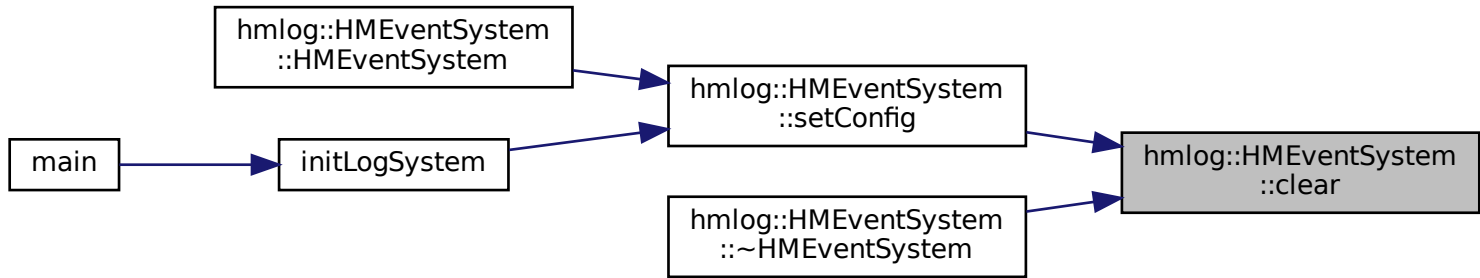 hmlog::HMEventSystem
::HMEventSystem
main
initLogSystem
hmlog::HMEventSystem
::setConfig
hmlog::HMEventSystem
::~HMEventSystem
hmlog::HMEventSystem
::clear